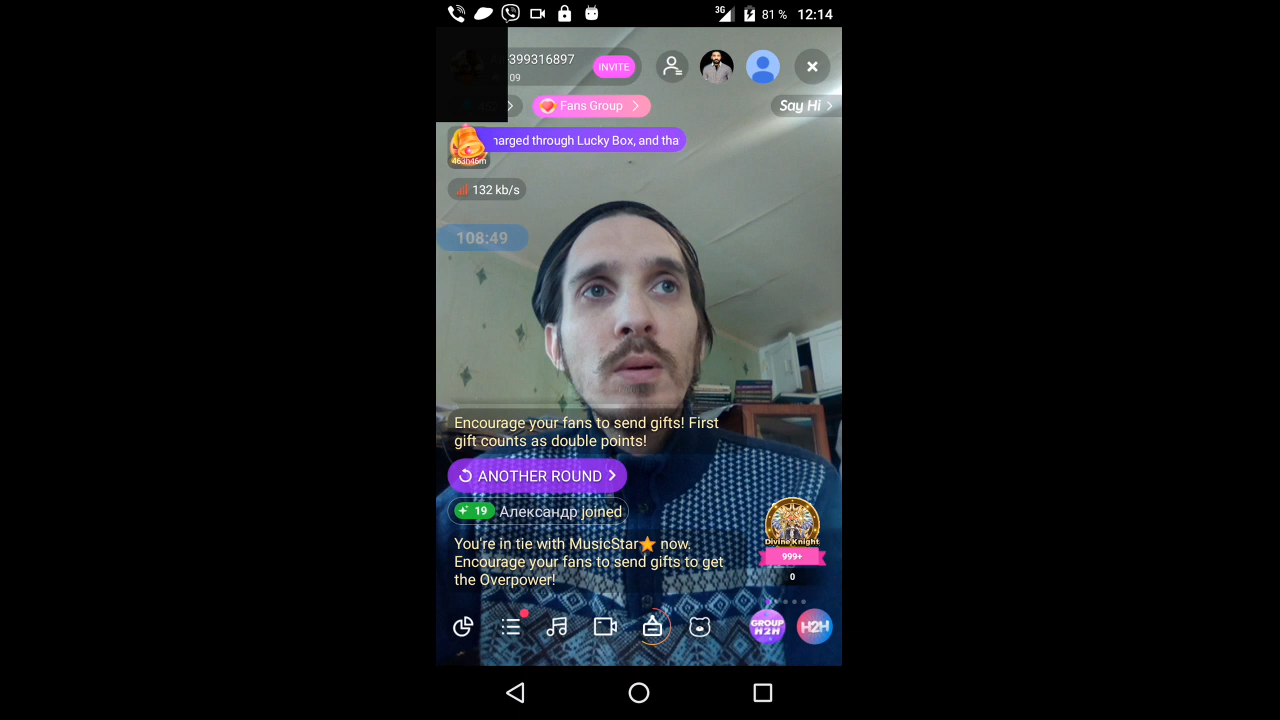 3G 81 % 12:14
399316897
INVITE
09
Fans Group
Say Hi
harged through Lucky Box, and tha
463h46m
132 kb/s
108:49
Encourage your fans to send gifts! First
gift counts as double points!
ANOTHER ROUND
19 Александр joined
You're in tie with MusicStar⭐ now.
Encourage your fans to send gifts to get
the Overpower!
Divine Knight
999+
0
GROUP
H2H
H2H